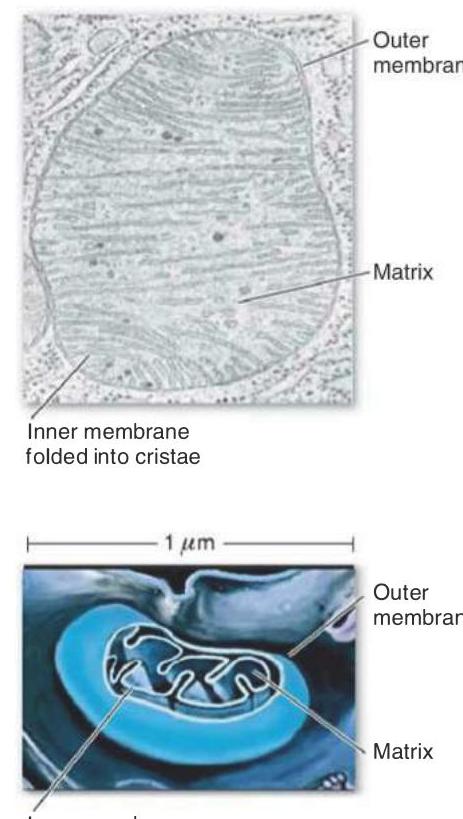 Outer
membran
Matrix
Inner membrane
folded into cristae
1 μm
Outer
membran
Matrix